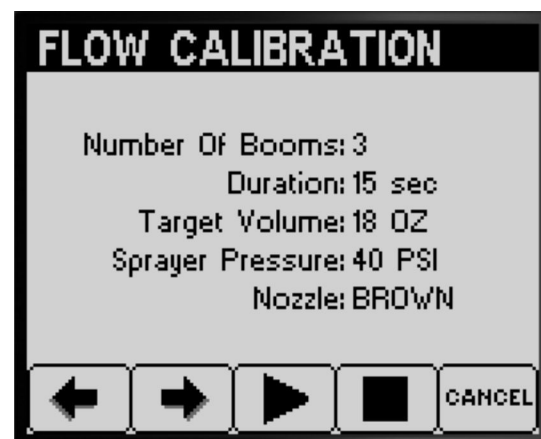 FLOW CALIBRATION
Number Of Booms: 3
Duration: 15 sec
Target Volume: 18 OZ
Sprayer Pressure: 40 PSI
Nozzle: BROWN
CANCEL